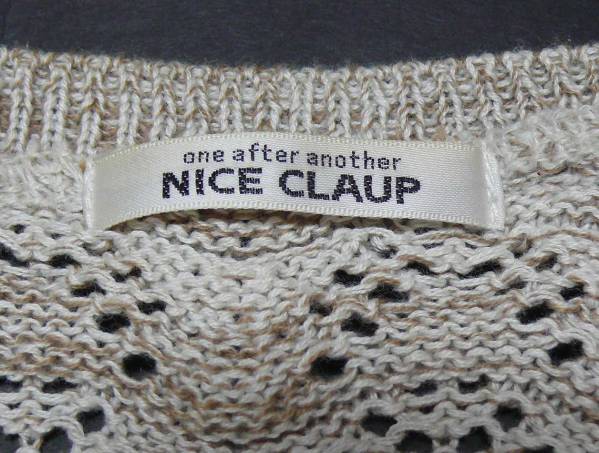 one after another
NICE CLAUP